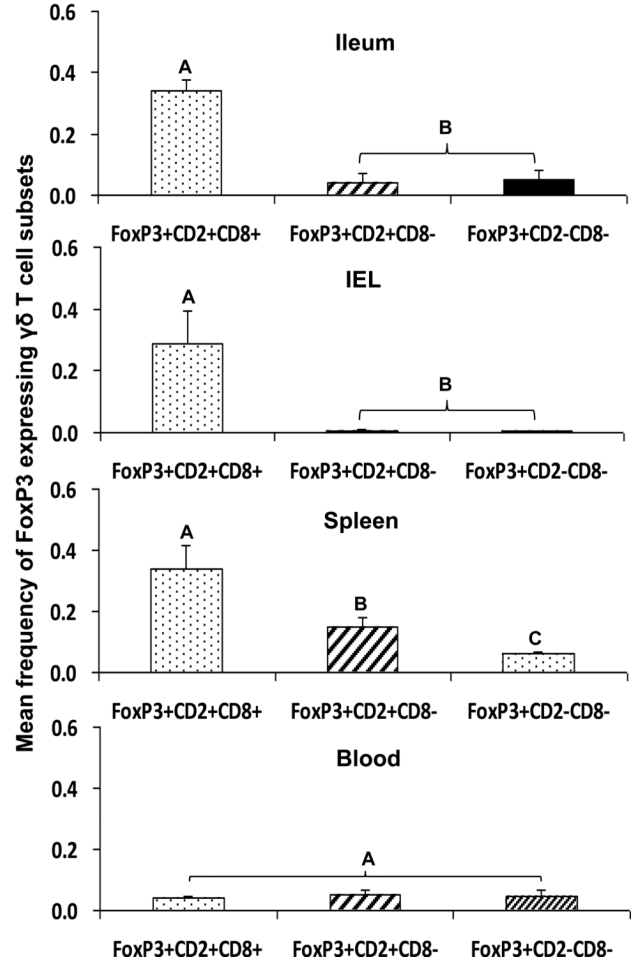 Mean frequency of FoxP3 expressing γδ T cell subsets
0.6
Ileum
A
0.4
0.2
B
0.0
FoxP3+CD2+CD8+ FoxP3+CD2+CD8- FoxP3+CD2-CD8-
0.6
IEL
A
0.4
0.2
B
0.0
FoxP3+CD2+CD8+ FoxP3+CD2+CD8- FoxP3+CD2-CD8-
0.6
Spleen
A
0.4
0.2
B
C
0.0
FoxP3+CD2+CD8+ FoxP3+CD2+CD8- FoxP3+CD2-CD8-
0.6
Blood
0.4
0.2
A
0.0
FoxP3+CD2+CD8+ FoxP3+CD2+CD8- FoxP3+CD2-CD8-